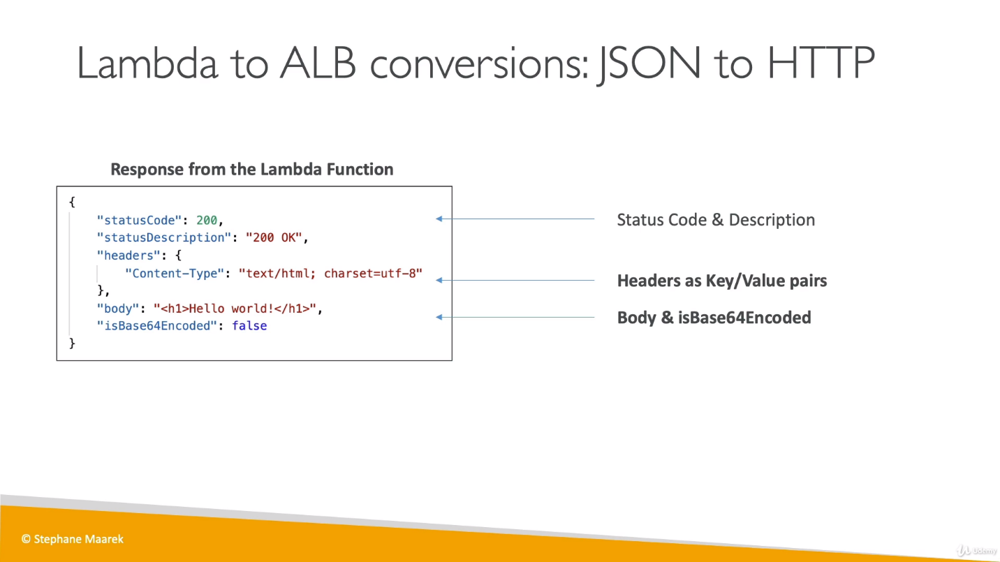 Lambda to ALB conversions: JSON to HTTP
Response from the Lambda Function
{
"statusCode": 200,
"statusDescription": "200 OK",
"headers": {
"Content-Type": "text/html; charset=utf-8"
},
"body": "<h1>Hello world!</h1>",
"isBase64Encoded": false
}
Status Code & Description
Headers as Key/Value pairs
Body & isBase64Encoded
© Stephane Maarek
Udemy